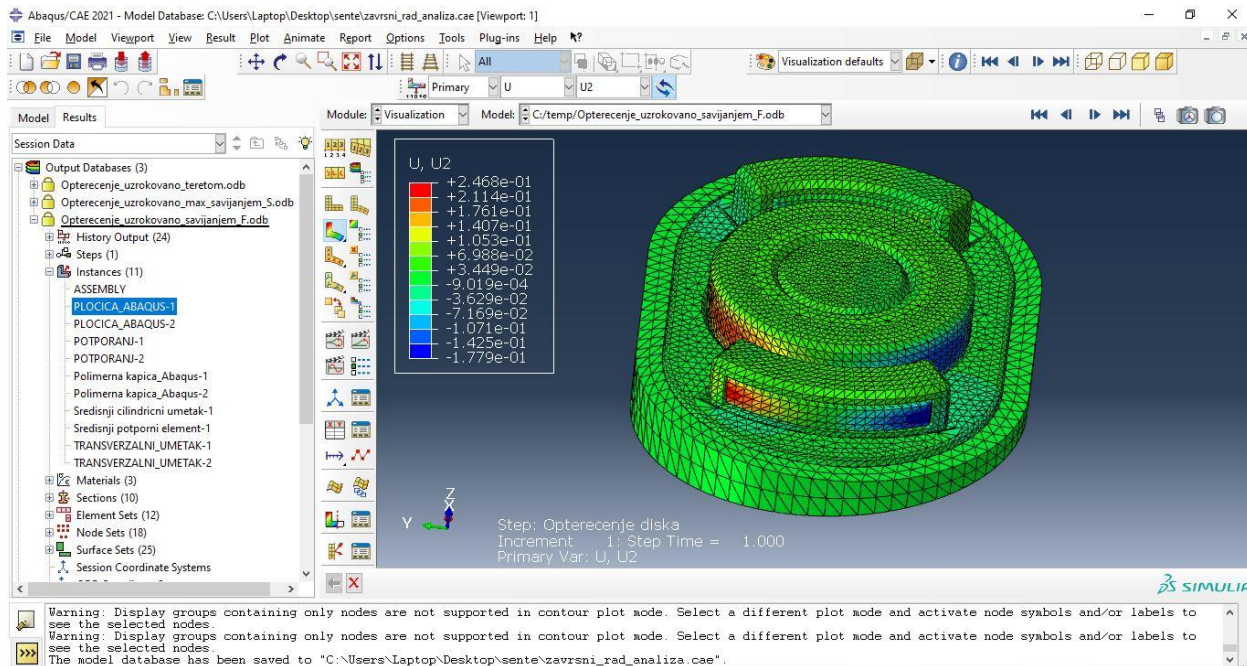 Abaqus/CAE 2021 - Model Database: C:\Users\Laptop\Desktop\sente\zavrsni_rad_analiza.cae [Viewport: 1]
File Model Viewport View Result Plot Animate Report Options Tools Plug-ins Help
All
Visualization defaults
Primary U U2
Model Results
Module: Visualization Model: C:/temp/Opterecenje_uzrokovano_savijanjem_F.odb
Session Data
Output Databases (3)
Opterecenje_uzrokovano_teretom.odb
Opterecenje_uzrokovano_max_savijanjem_S.odb
Opterecenje_uzrokovano_savijanjem_F.odb
History Output (24)
Steps (1)
Instances (11)
ASSEMBLY
PLOCICA_ABAQUS-1
PLOCICA_ABAQUS-2
POTPORANJ-1
POTPORANJ-2
Polimerna kapica_Abaqus-1
Polimerna kapica_Abaqus-2
Sredisnji cilindricni umetak-1
Sredisnji potporni element-1
TRANSVERZALNI_UMETAK-1
TRANSVERZALNI_UMETAK-2
Materials (3)
Sections (10)
Element Sets (12)
Node Sets (18)
Surface Sets (25)
Session Coordinate Systems
U, U2
+2.468e-01
+2.114e-01
+1.761e-01
+1.407e-01
+1.053e-01
+6.988e-02
+3.449e-02
-9.019e-04
-3.629e-02
-7.169e-02
-1.071e-01
-1.425e-01
-1.779e-01
Z
X
Y
Step: Opterecenje diska
Increment 1: Step Time = 1.000
Primary Var: U, U2
SIMULIA
Warning: Display groups containing only nodes are not supported in contour plot mode. Select a different plot mode and activate node symbols and/or labels to
see the selected nodes.
Warning: Display groups containing only nodes are not supported in contour plot mode. Select a different plot mode and activate node symbols and/or labels to
see the selected nodes.
The model database has been saved to "C:\Users\Laptop\Desktop\sente\zavrsni_rad_analiza.cae".
>>>